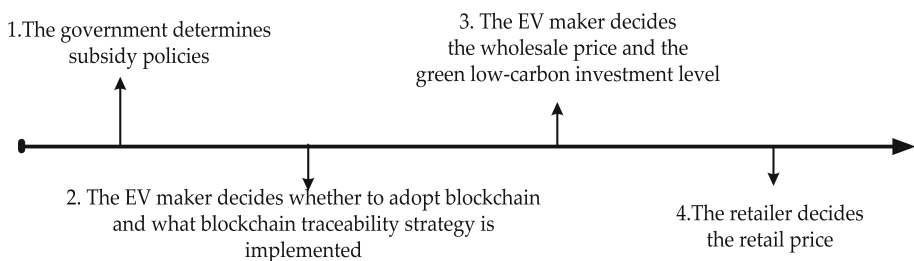 1.The government determines
subsidy policies
2. The EV maker decides whether to adopt blockchain
and what blockchain traceability strategy is
implemented
3. The EV maker decides
the wholesale price and the
green low-carbon investment level
4.The retailer decides
the retail price